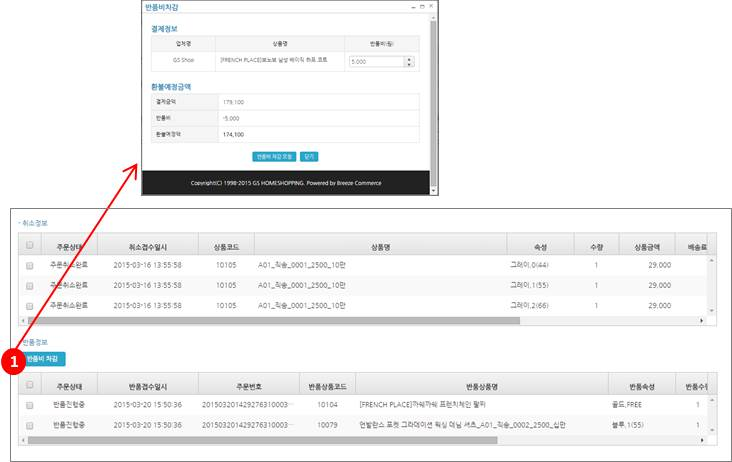 반품비차감
결제정보
업체명 상품명 반품비(원)
GS Shop [FRENCH PLACE]보노보 남성 베이직 하프 코트 5,000
환불예정금액
결제금액 179,100
반품비 -5,000
환불예정액 174,100
반품비 차감 요청 닫기
Copyright(C) 1998-2015 GS HOMESHOPPING. Powered by Breeze Commerce
- 취소정보
주문상태 취소접수일시 상품코드 상품명 속성 수량 상품금액 배송료
주문취소완료 2015-03-16 13:55:58 10105 A01_직송_0001_2500_10만 그레이,0(44) 1 29,000
주문취소완료 2015-03-16 13:55:58 10105 A01_직송_0001_2500_10만 그레이,1(55) 1 29,000
주문취소완료 2015-03-16 13:55:58 10105 A01_직송_0001_2500_10만 그레이,2(66) 1 29,000
반품정보
1 반품비 차감
주문상태 반품접수일시 주문번호 반품상품코드 반품상품명 반품속성 반품수량
반품진행중 2015-03-20 15:50:36 201503201429276310003··· 10104 [FRENCH PLACE]까쉐까쉐 프렌치체인 팔찌 골드,FREE 1
반품진행중 2015-03-20 15:50:36 201503201429276310003··· 10079 언발란스 포켓 그라데이션 워싱 데님 셔츠_A01_직송_0002_2500_십만 블루,1(55) 1